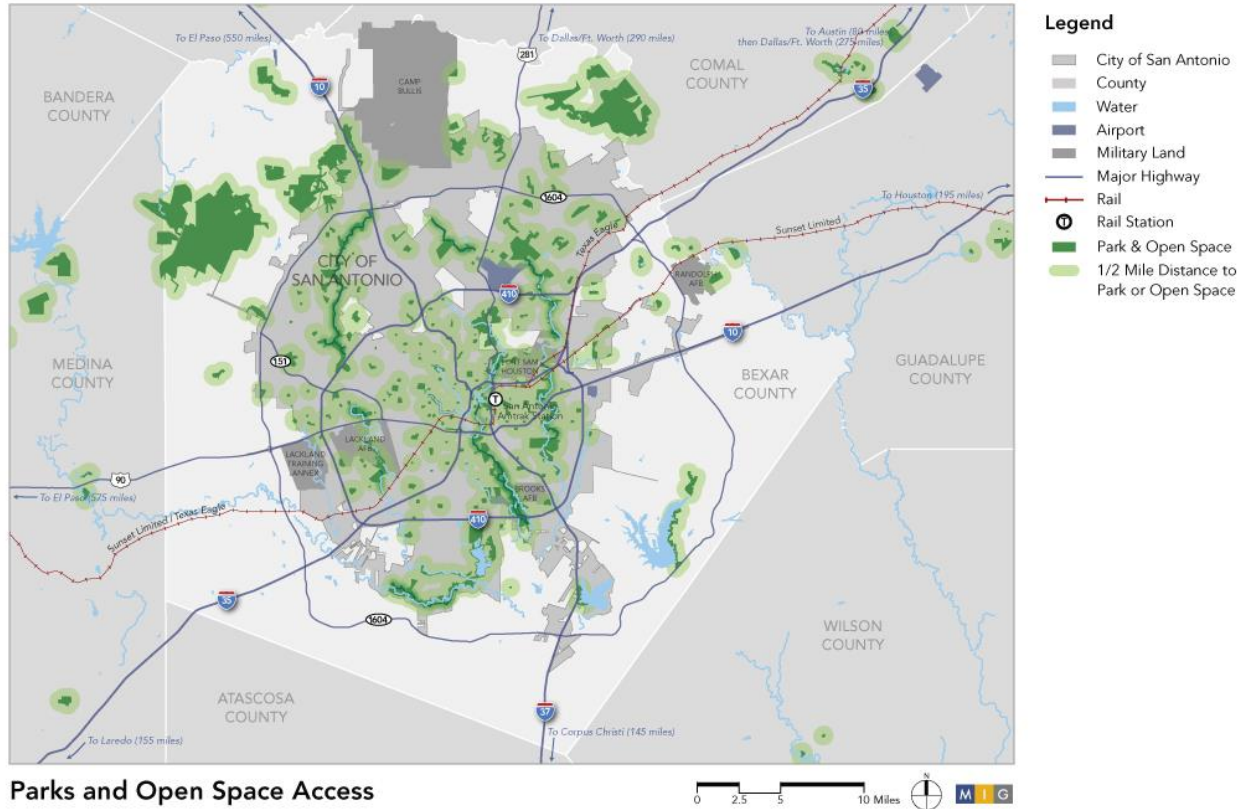 To El Paso (550 miles)
To Dallas/Ft. Worth (290 miles)
To Austin (80 miles)
then Dallas/Ft. Worth (275 miles)
281
CAMP
BULLIS
COMAL
COUNTY
10
35
BANDERA
COUNTY
To Houston (195 miles)
1604
Texas Eagle
Sunset Limited
CITY OF
SAN ANTONIO
RANDOLPH
AFB
410
10
151
MEDINA
COUNTY
FORT SAM
HOUSTON
BEXAR
COUNTY
GUADALUPE
COUNTY
T
San Antonio
Amtrak Station
LACKLAND
AFB
LACKLAND
TRAINING
ANNEX
90
BROOKS
AFB
To El Paso (575 miles)
410
Sunset Limited / Texas Eagle
35
1604
WILSON
COUNTY
ATASCOSA
COUNTY
37
To Laredo (155 miles)
To Corpus Christi (145 miles)
Legend
City of San Antonio
County
Water
Airport
Military Land
Major Highway
Rail
T Rail Station
Park & Open Space
1/2 Mile Distance to
Park or Open Space
Parks and Open Space Access
0 2.5 5 10 Miles
N
M I G